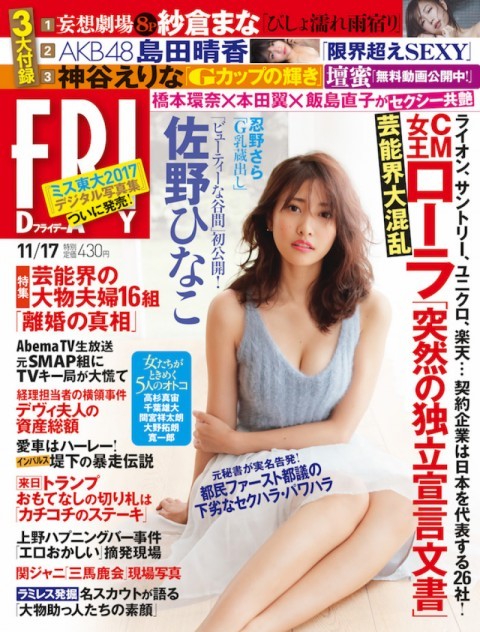 3大付録
1 妄想劇場8P 紗倉まな「びしょ濡れ雨宿り」
2 AKB48 島田晴香「限界超えSEXY」
3 神谷えりな「Gカップの輝き」壇蜜「無料動画公開中!」
橋本環奈×本田翼×飯島直子がセクシー共艶
FRI
DAY
フライデー
ミス東大2017
「デジタル写真集」
ついに発売!
11/17 特別定価430円
忍野さら
「G乳蔵出し」
佐野ひなこ
「ビューティーな谷間」初公開!
ライオン、サントリー、ユニクロ、楽天… 契約企業は日本を代表する26社!
CM女王ローラ「突然の独立宣言文書」
芸能界大混乱
特集 芸能界の
大物夫婦16組
「離婚の真相」
AbemaTV生放送
元SMAP組に
TVキー局が大慌て
経理担当者の横領事件
デヴィ夫人の
資産総額
愛車はハーレー!
インパルス 堤下の暴走伝説
来日 トランプ
おもてなしの切り札は
「カチコチのステーキ」
上野ハプニングバー事件
「エロおかしい」摘発現場
関ジャニ「三馬鹿会」現場写真
ラミレス発掘 名スカウトが語る
「大物助っ人たちの素顔」
女たちが
ときめく
5人のオトコ
高杉真宙
千葉雄大
間宮祥太朗
大野拓朗
寛一郎
元秘書が実名告発!
都民ファースト都議の
下劣なセクハラ・パワハラ